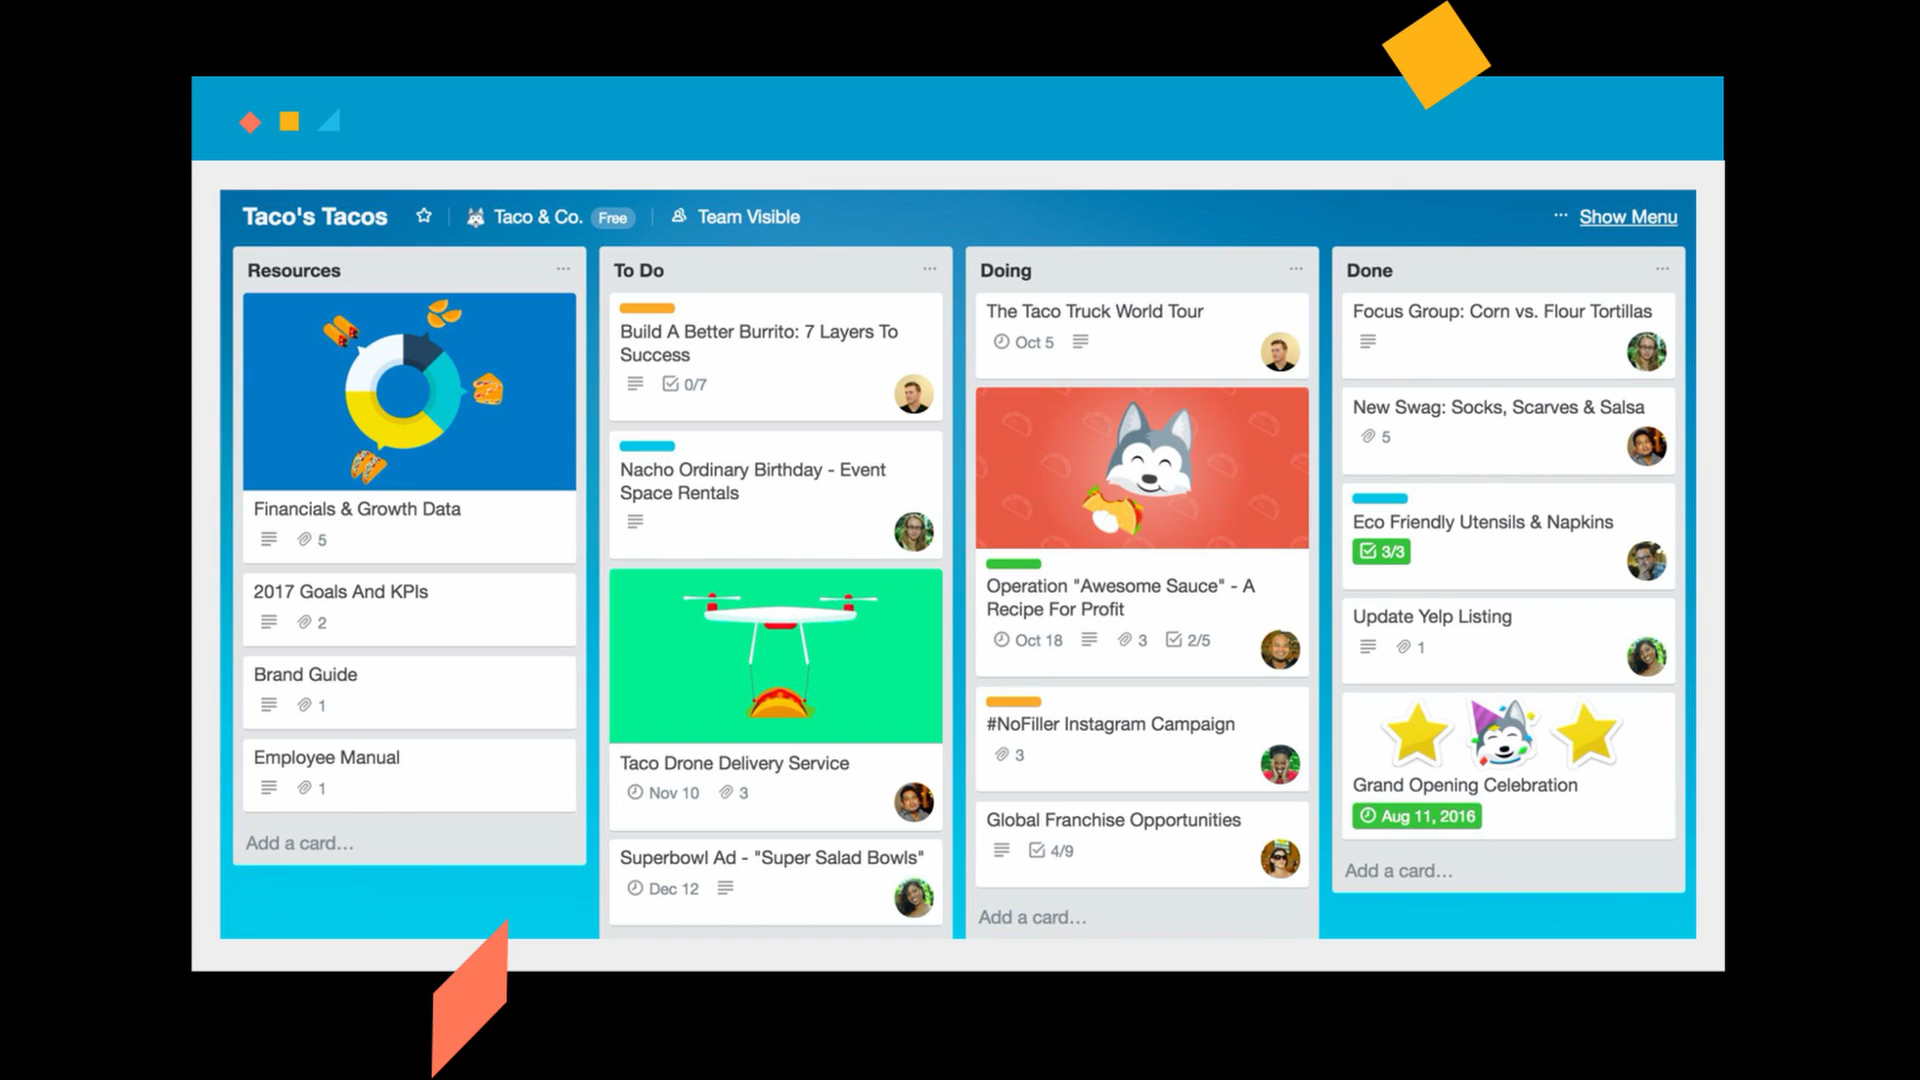 Taco's Tacos
Taco & Co. Free
Team Visible
··· Show Menu
Resources
Financials & Growth Data
5
2017 Goals And KPIs
2
Brand Guide
1
Employee Manual
1
Add a card…
To Do
Build A Better Burrito: 7 Layers To
Success
0/7
Nacho Ordinary Birthday - Event
Space Rentals
Taco Drone Delivery Service
Nov 10 3
Superbowl Ad - "Super Salad Bowls"
Dec 12
Doing
The Taco Truck World Tour
Oct 5
Operation "Awesome Sauce" - A
Recipe For Profit
Oct 18 3 2/5
#NoFiller Instagram Campaign
3
Global Franchise Opportunities
4/9
Add a card…
Done
Focus Group: Corn vs. Flour Tortillas
New Swag: Socks, Scarves & Salsa
5
Eco Friendly Utensils & Napkins
3/3
Update Yelp Listing
1
Grand Opening Celebration
Aug 11, 2016
Add a card…